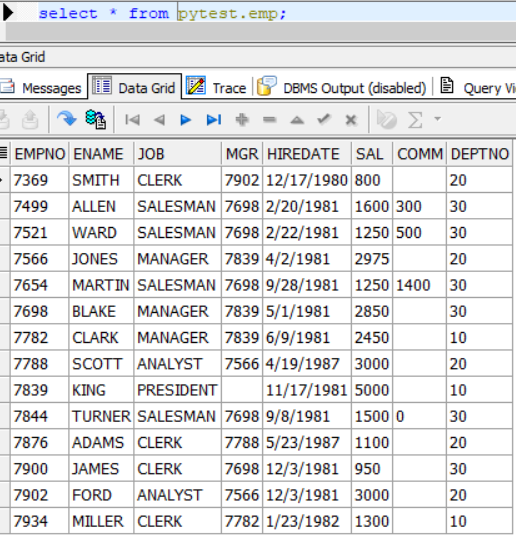 select * from pytest.emp;
ata Grid
Messages Data Grid Trace DBMS Output (disabled) Query Vi
EMPNO ENAME JOB MGR HIREDATE SAL COMM DEPTNO
7369 SMITH CLERK 7902 12/17/1980 800 20
7499 ALLEN SALESMAN 7698 2/20/1981 1600 300 30
7521 WARD SALESMAN 7698 2/22/1981 1250 500 30
7566 JONES MANAGER 7839 4/2/1981 2975 20
7654 MARTIN SALESMAN 7698 9/28/1981 1250 1400 30
7698 BLAKE MANAGER 7839 5/1/1981 2850 30
7782 CLARK MANAGER 7839 6/9/1981 2450 10
7788 SCOTT ANALYST 7566 4/19/1987 3000 20
7839 KING PRESIDENT 11/17/1981 5000 10
7844 TURNER SALESMAN 7698 9/8/1981 1500 0 30
7876 ADAMS CLERK 7788 5/23/1987 1100 20
7900 JAMES CLERK 7698 12/3/1981 950 30
7902 FORD ANALYST 7566 12/3/1981 3000 20
7934 MILLER CLERK 7782 1/23/1982 1300 10